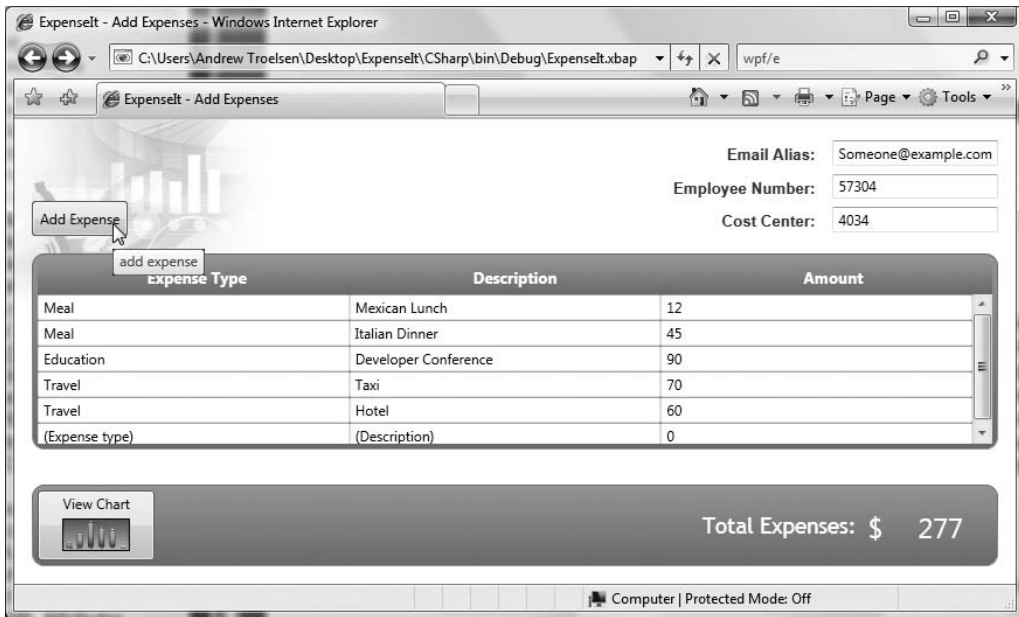 ExpenseIt - Add Expenses - Windows Internet Explorer
C:\Users\Andrew Troelsen\Desktop\ExpenseIt\CSharp\bin\Debug\ExpenseIt.xbap
wpf/e
ExpenseIt - Add Expenses
Page
Tools
Email Alias: Someone@example.com
Employee Number: 57304
Cost Center: 4034
Add Expense
add expense
Expense Type Description Amount
Meal Mexican Lunch 12
Meal Italian Dinner 45
Education Developer Conference 90
Travel Taxi 70
Travel Hotel 60
(Expense type) (Description) 0
View Chart
Total Expenses: $ 277
Computer | Protected Mode: Off